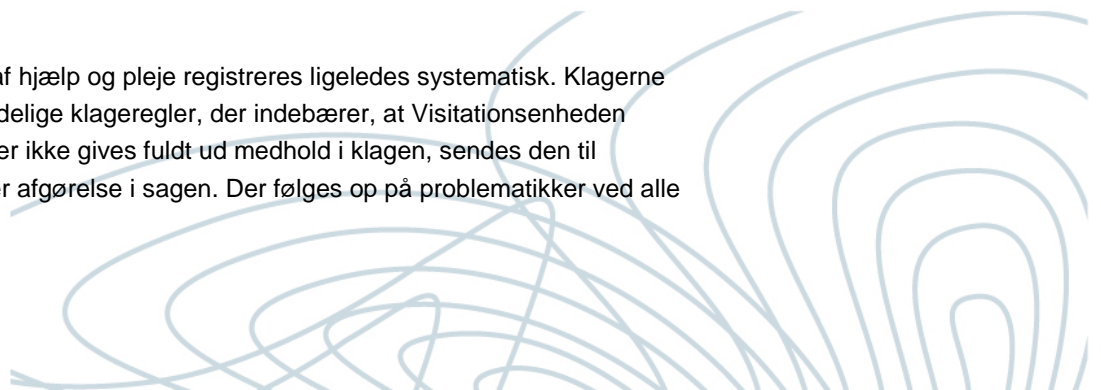 af hjælp og pleje registreres ligeledes systematisk. Klagerne
delige klageregler, der indebærer, at Visitationsenheden
er ikke gives fuldt ud medhold i klagen, sendes den til
er afgørelse i sagen. Der følges op på problematikker ved alle